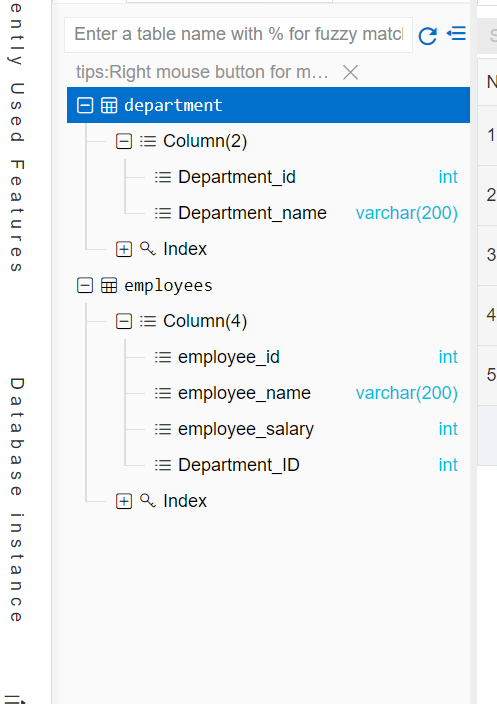 ently Used Features
Database instance
Enter a table name with % for fuzzy matcl
tips:Right mouse button for m...
department
Column(2)
Department_id int
Department_name varchar(200)
Index
employees
Column(4)
employee_id int
employee_name varchar(200)
employee_salary int
Department_ID int
Index
S
N
1
2
3
4
5